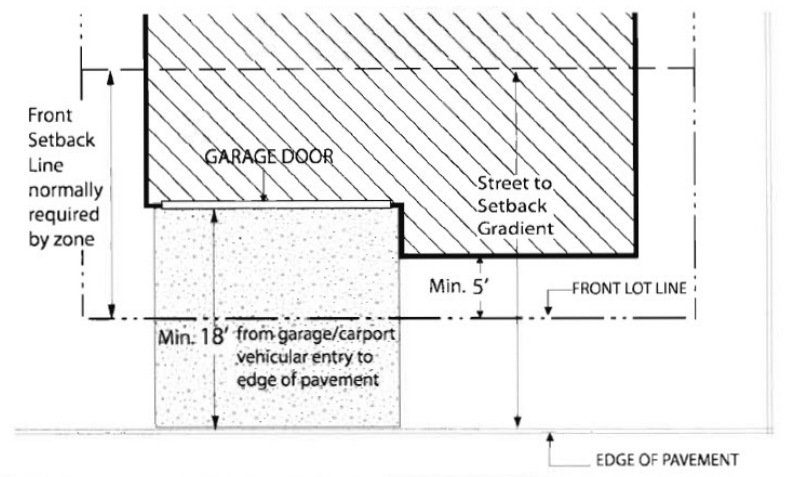 Front
Setback
Line
normally
required
by zone
GARAGE DOOR
Street to
Setback
Gradient
Min. 5'
FRONT LOT LINE
Min. 18' from garage/carport
vehicular entry to
edge of pavement
EDGE OF PAVEMENT